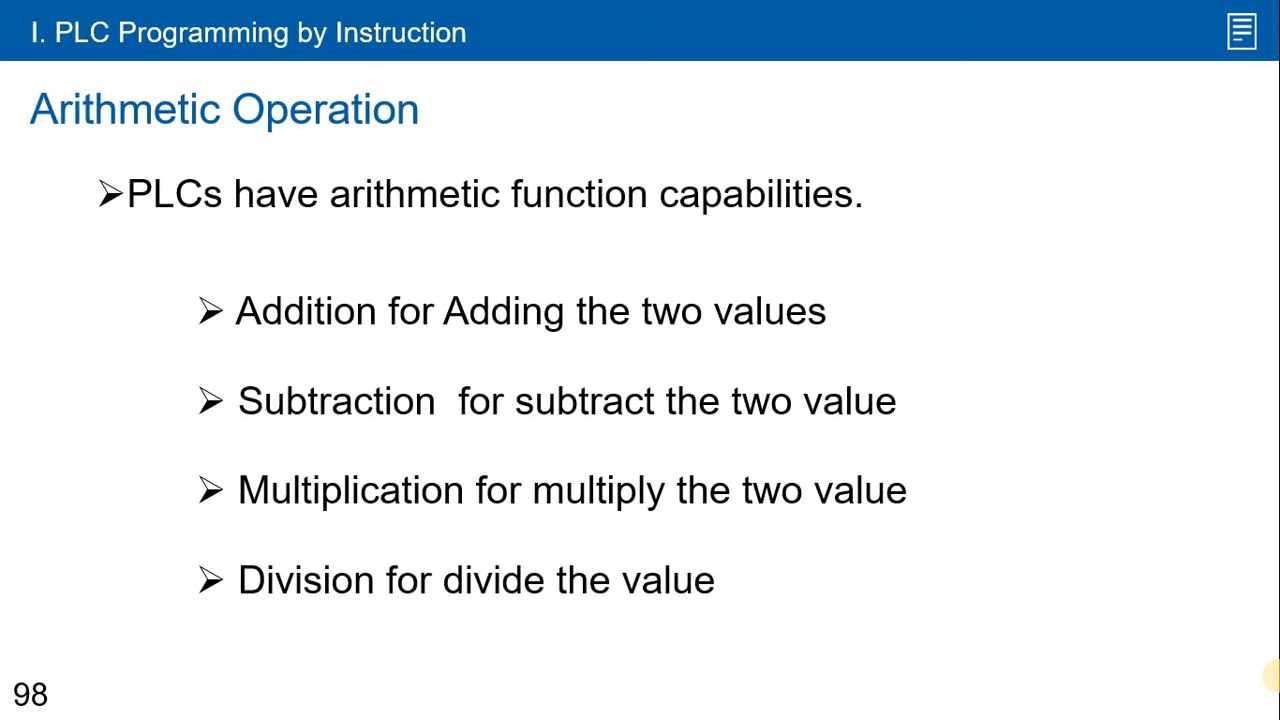 I. PLC Programming by Instruction
Arithmetic Operation
➢PLCs have arithmetic function capabilities.
➢ Addition for Adding the two values
➢ Subtraction  for subtract the two value
➢ Multiplication for multiply the two value
➢ Division for divide the value
98